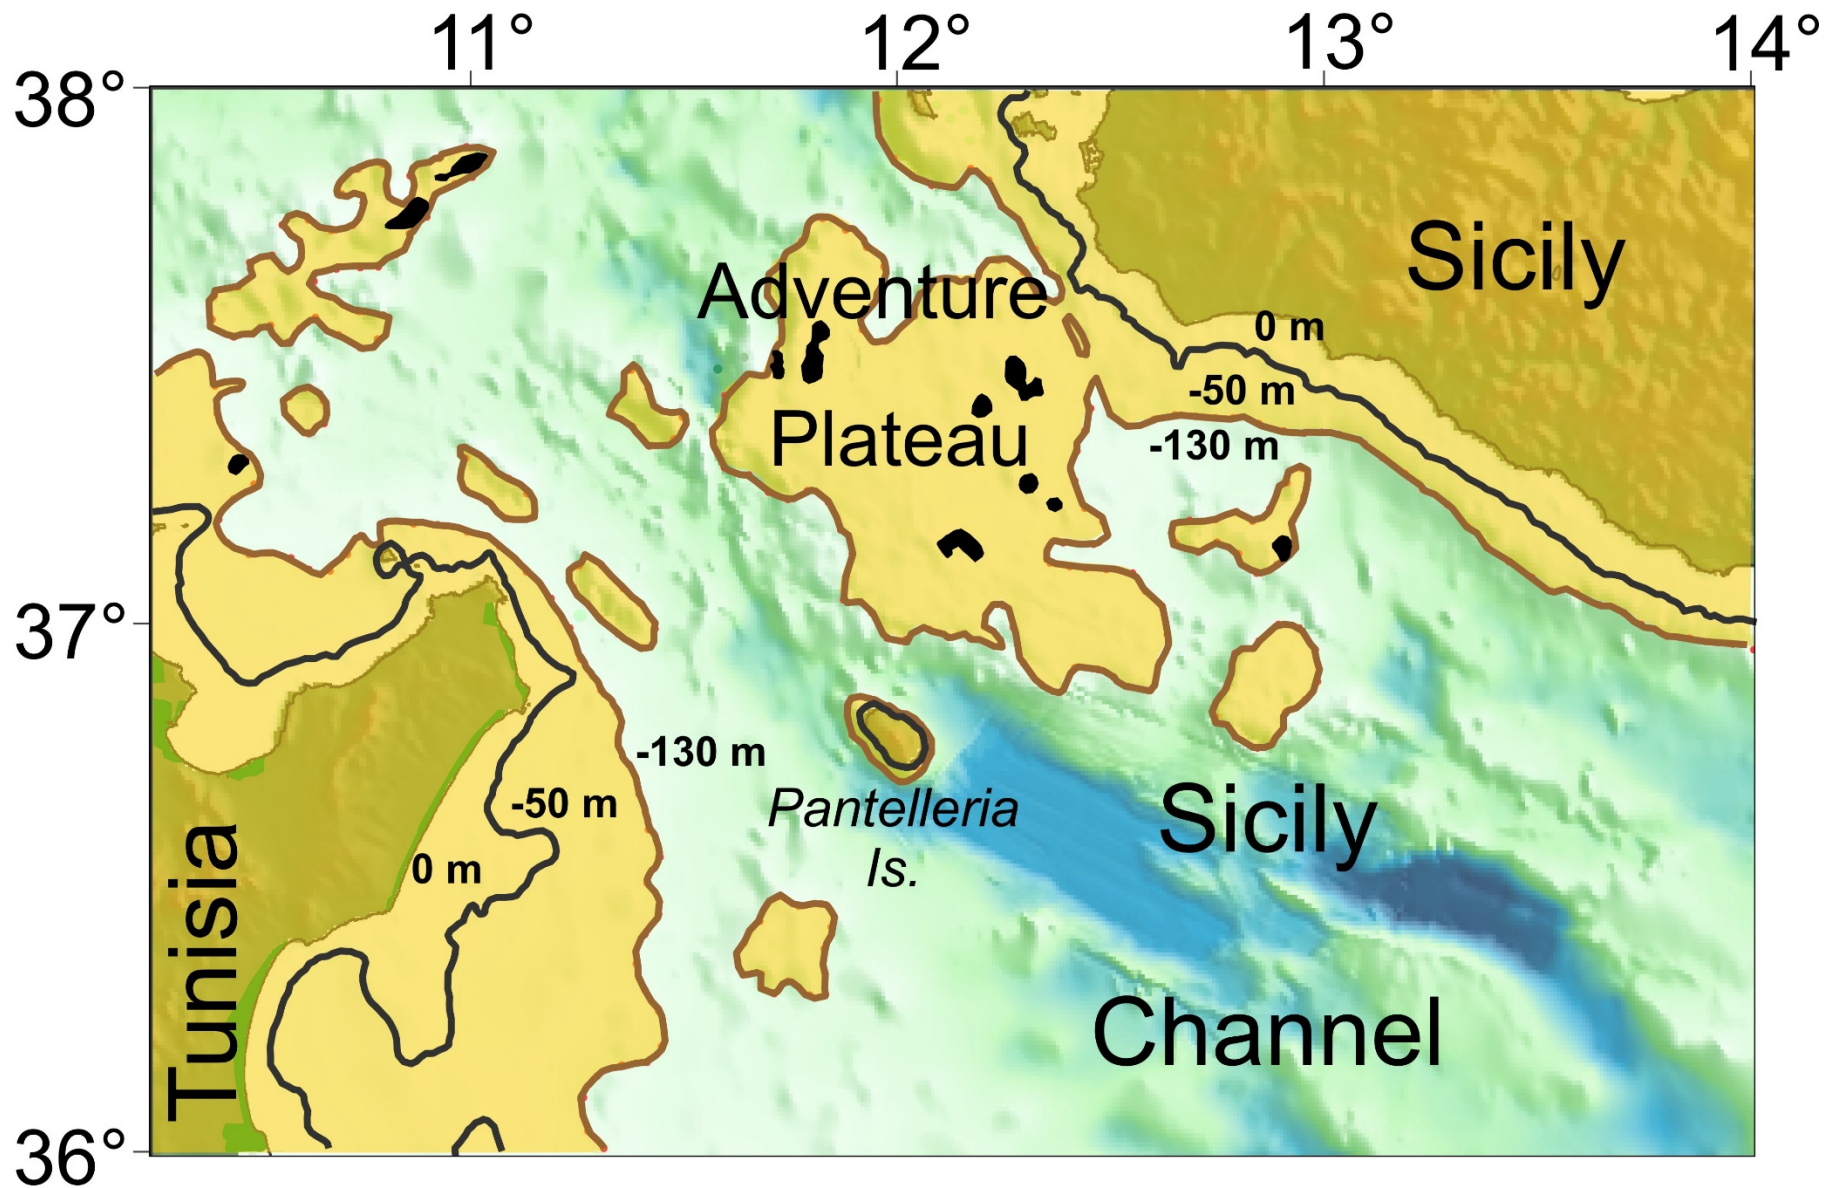 11° 12° 13° 14°
38°
Sicily
Adventure
0 m
-50 m
Plateau
-130 m
37°
-130 m
Pantelleria
Is.
-50 m
Sicily
0 m
Tunisia
Channel
36°